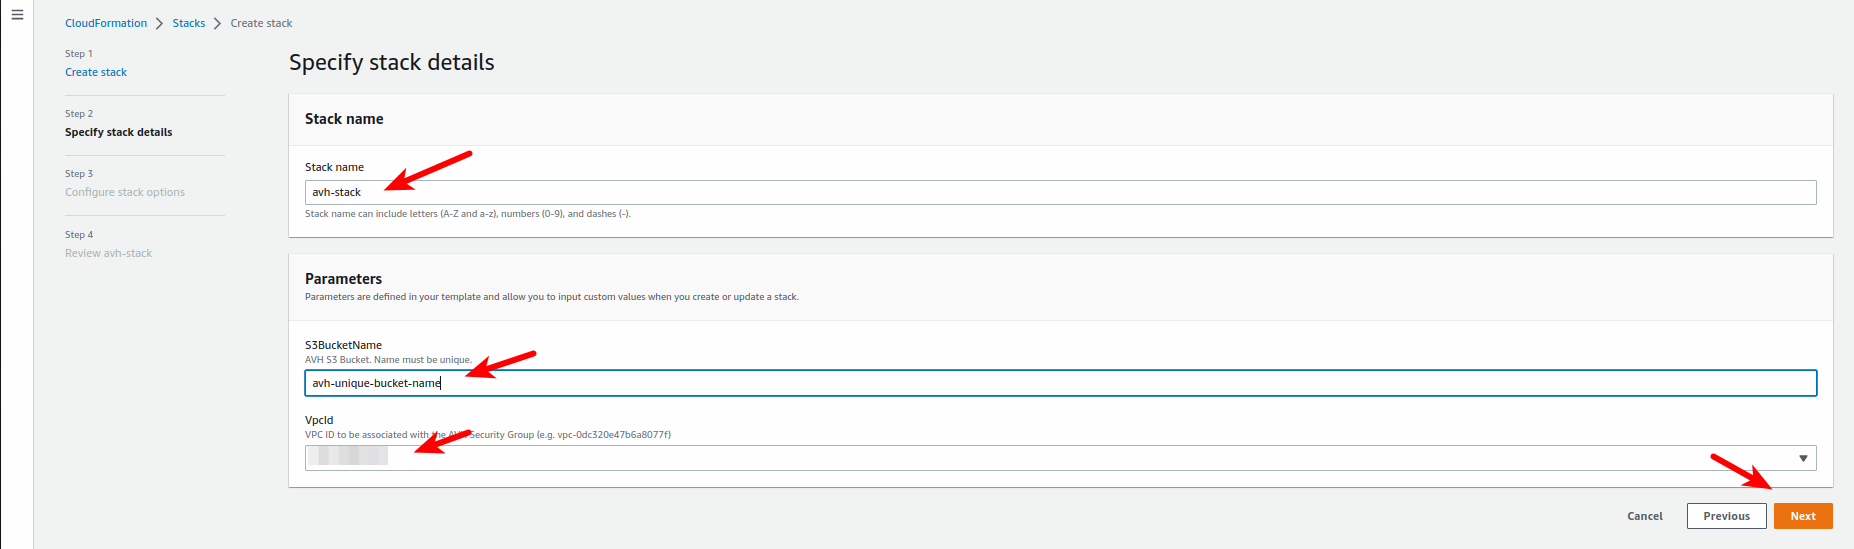 CloudFormation > Stacks > Create stack
Step 1
Create stack
Step 2
Specify stack details
Step 3
Configure stack options
Step 4
Review avh-stack
Specify stack details
Stack name
Stack name
avh-stack
Stack name can include letters (A-Z and a-z), numbers (0-9), and dashes (-).
Parameters
Parameters are defined in your template and allow you to input custom values when you create or update a stack.
S3BucketName
AVH S3 Bucket. Name must be unique.
avh-unique-bucket-name
VpcId
VPC ID to be associated with the AVH Security Group (e.g. vpc-0dc320e47b6a8077f)
Cancel
Previous
Next